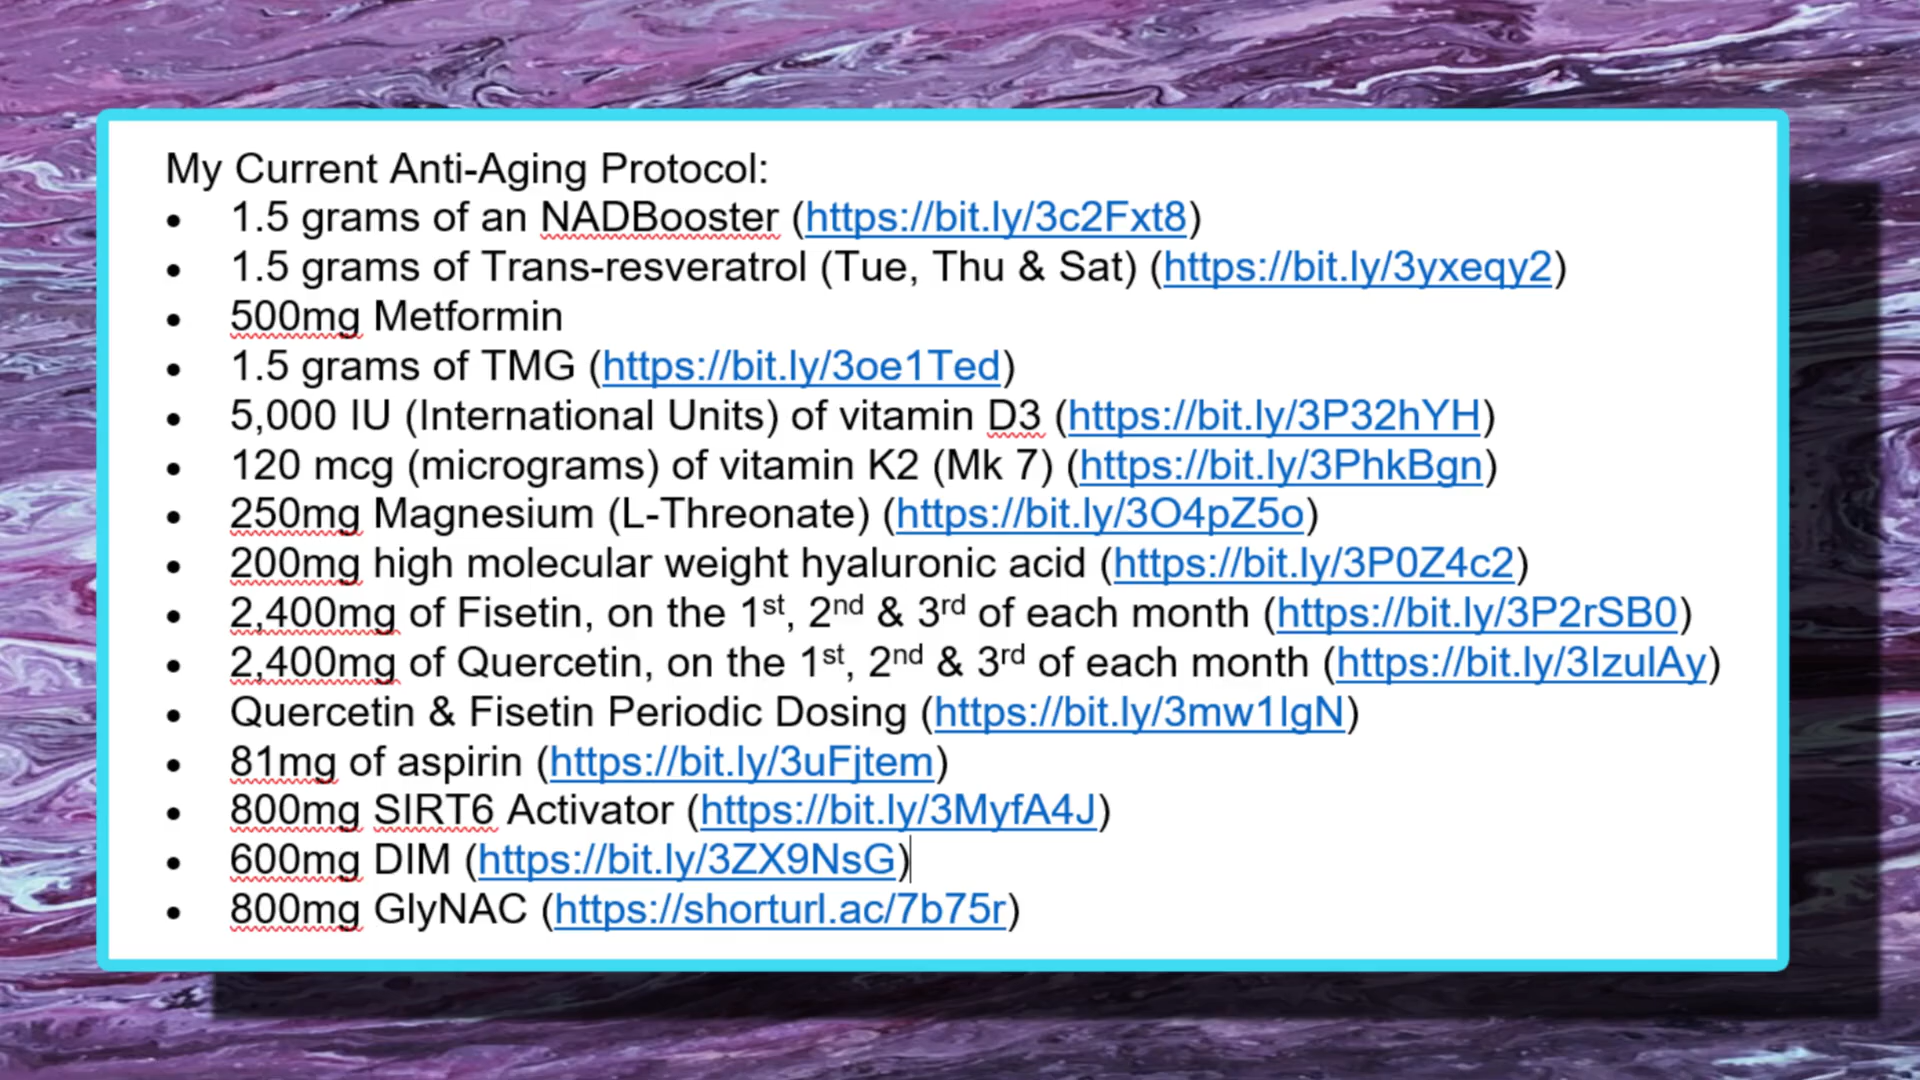 My Current Anti-Aging Protocol:
• 1.5 grams of an NADBooster (https://bit.ly/3c2Fxt8)
• 1.5 grams of Trans-resveratrol (Tue, Thu & Sat) (https://bit.ly/3yxeqy2)
• 500mg Metformin
• 1.5 grams of TMG (https://bit.ly/3oe1Ted)
• 5,000 IU (International Units) of vitamin D3 (https://bit.ly/3P32hYH)
• 120 mcg (micrograms) of vitamin K2 (Mk 7) (https://bit.ly/3PhkBgn)
• 250mg Magnesium (L-Threonate) (https://bit.ly/3O4pZ5o)
• 200mg high molecular weight hyaluronic acid (https://bit.ly/3P0Z4c2)
• 2,400mg of Fisetin, on the 1st, 2nd & 3rd of each month (https://bit.ly/3P2rSB0)
• 2,400mg of Quercetin, on the 1st, 2nd & 3rd of each month (https://bit.ly/3IzulAy)
• Quercetin & Fisetin Periodic Dosing (https://bit.ly/3mw1lgN)
• 81mg of aspirin (https://bit.ly/3uFjtem)
• 800mg SIRT6 Activator (https://bit.ly/3MyfA4J)
• 600mg DIM (https://bit.ly/3ZX9NsG)
• 800mg GlyNAC (https://shorturl.ac/7b75r)